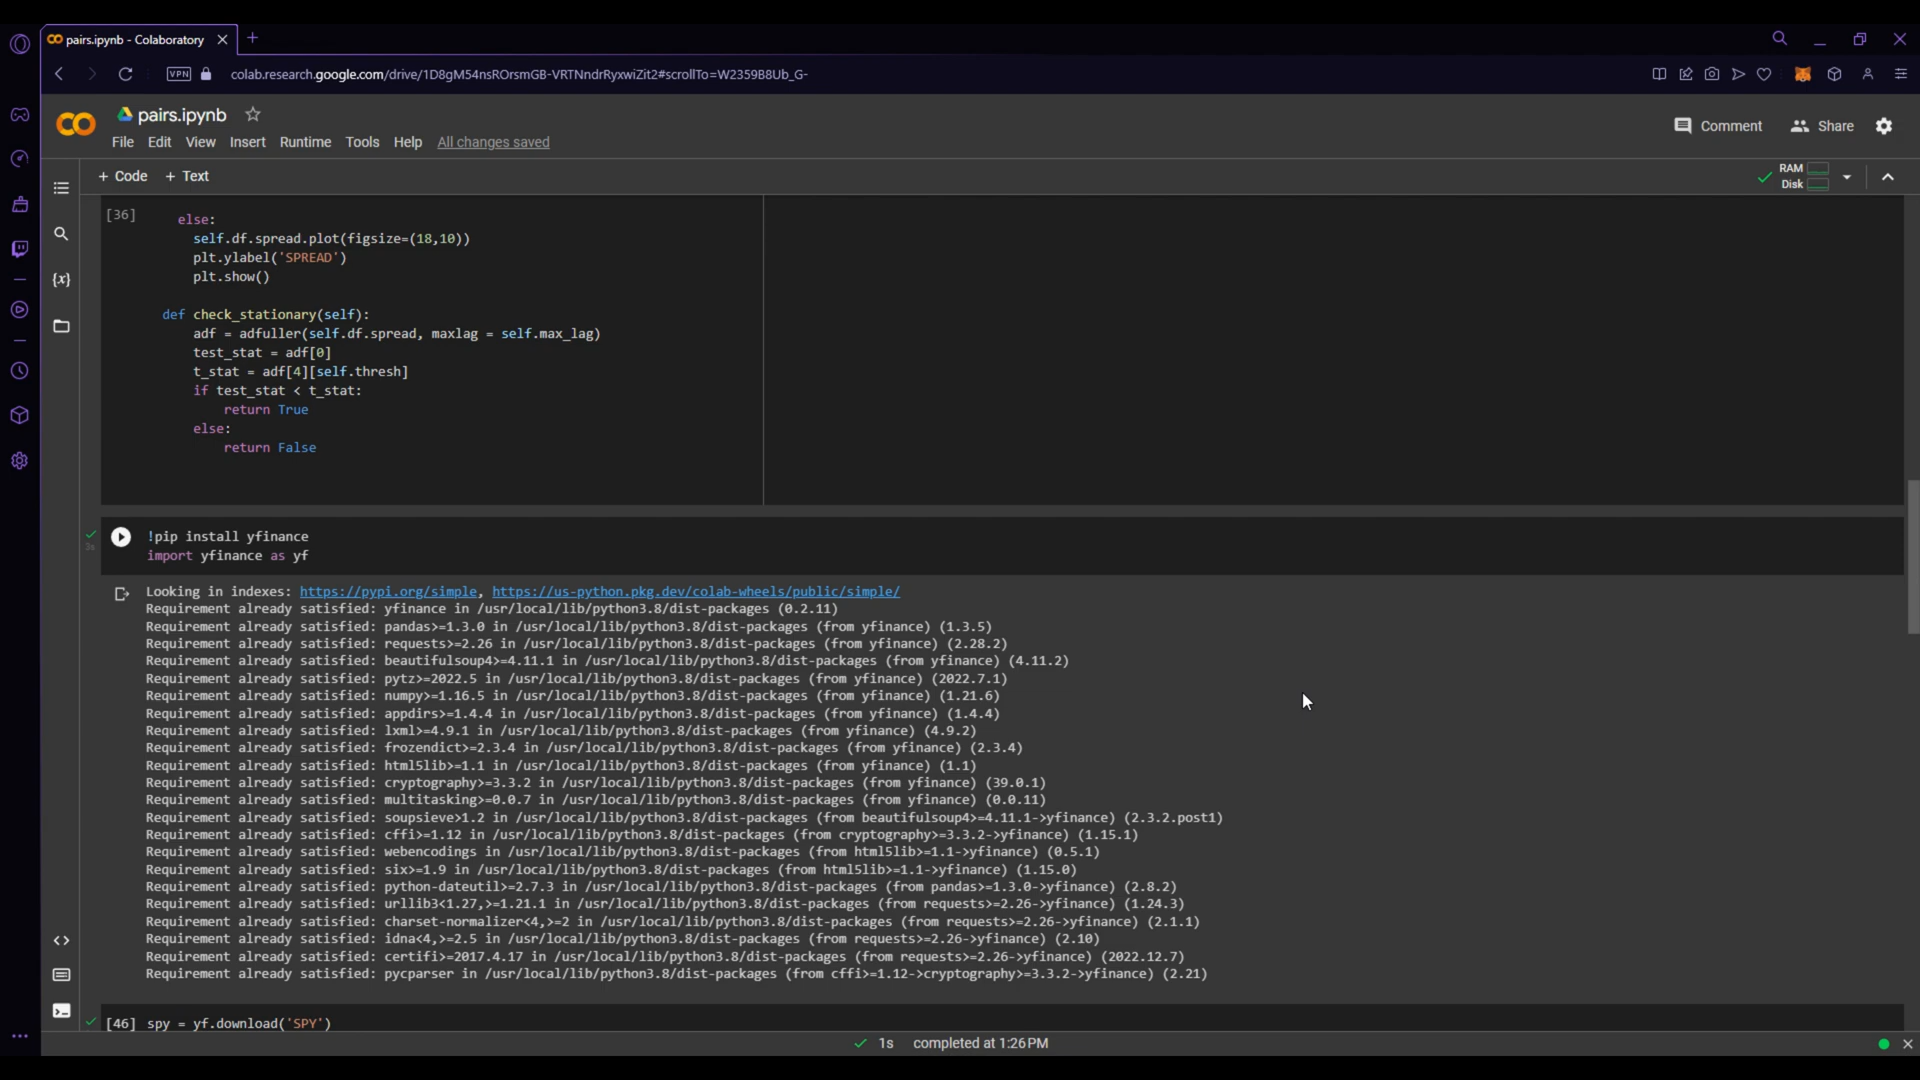 pairs.ipynb - Colaboratory
VPN
colab.research.google.com/drive/1D8gM54nsROrsmGB-VRTNndrRyxwiZit2#scrollTo=W2359B8Ub_G-
pairs.ipynb
File Edit View Insert Runtime Tools Help All changes saved
Comment Share
+ Code + Text
RAM
Disk
[36] else:
self.df.spread.plot(figsize=(18,10))
plt.ylabel('SPREAD')
plt.show()
def check_stationary(self):
adf = adfuller(self.df.spread, maxlag = self.max_lag)
test_stat = adf[0]
t_stat = adf[4][self.thresh]
if test_stat < t_stat:
return True
else:
return False
{x}
!pip install yfinance
3s
import yfinance as yf
Looking in indexes: https://pypi.org/simple, https://us-python.pkg.dev/colab-wheels/public/simple/
Requirement already satisfied: yfinance in /usr/local/lib/python3.8/dist-packages (0.2.11)
Requirement already satisfied: pandas>=1.3.0 in /usr/local/lib/python3.8/dist-packages (from yfinance) (1.3.5)
Requirement already satisfied: requests>=2.26 in /usr/local/lib/python3.8/dist-packages (from yfinance) (2.28.2)
Requirement already satisfied: beautifulsoup4>=4.11.1 in /usr/local/lib/python3.8/dist-packages (from yfinance) (4.11.2)
Requirement already satisfied: pytz>=2022.5 in /usr/local/lib/python3.8/dist-packages (from yfinance) (2022.7.1)
Requirement already satisfied: numpy>=1.16.5 in /usr/local/lib/python3.8/dist-packages (from yfinance) (1.21.6)
Requirement already satisfied: appdirs>=1.4.4 in /usr/local/lib/python3.8/dist-packages (from yfinance) (1.4.4)
Requirement already satisfied: lxml>=4.9.1 in /usr/local/lib/python3.8/dist-packages (from yfinance) (4.9.2)
Requirement already satisfied: frozendict>=2.3.4 in /usr/local/lib/python3.8/dist-packages (from yfinance) (2.3.4)
Requirement already satisfied: html5lib>=1.1 in /usr/local/lib/python3.8/dist-packages (from yfinance) (1.1)
Requirement already satisfied: cryptography>=3.3.2 in /usr/local/lib/python3.8/dist-packages (from yfinance) (39.0.1)
Requirement already satisfied: multitasking>=0.0.7 in /usr/local/lib/python3.8/dist-packages (from yfinance) (0.0.11)
Requirement already satisfied: soupsieve>1.2 in /usr/local/lib/python3.8/dist-packages (from beautifulsoup4>=4.11.1->yfinance) (2.3.2.post1)
Requirement already satisfied: cffi>=1.12 in /usr/local/lib/python3.8/dist-packages (from cryptography>=3.3.2->yfinance) (1.15.1)
Requirement already satisfied: webencodings in /usr/local/lib/python3.8/dist-packages (from html5lib>=1.1->yfinance) (0.5.1)
Requirement already satisfied: six>=1.9 in /usr/local/lib/python3.8/dist-packages (from html5lib>=1.1->yfinance) (1.15.0)
Requirement already satisfied: python-dateutil>=2.7.3 in /usr/local/lib/python3.8/dist-packages (from pandas>=1.3.0->yfinance) (2.8.2)
Requirement already satisfied: urllib3<1.27,>=1.21.1 in /usr/local/lib/python3.8/dist-packages (from requests>=2.26->yfinance) (1.24.3)
Requirement already satisfied: charset-normalizer<4,>=2 in /usr/local/lib/python3.8/dist-packages (from requests>=2.26->yfinance) (2.1.1)
Requirement already satisfied: idna<4,>=2.5 in /usr/local/lib/python3.8/dist-packages (from requests>=2.26->yfinance) (2.10)
Requirement already satisfied: certifi>=2017.4.17 in /usr/local/lib/python3.8/dist-packages (from requests>=2.26->yfinance) (2022.12.7)
Requirement already satisfied: pycparser in /usr/local/lib/python3.8/dist-packages (from cffi>=1.12->cryptography>=3.3.2->yfinance) (2.21)
[46] spy = yf.download('SPY')
1s completed at 1:26 PM